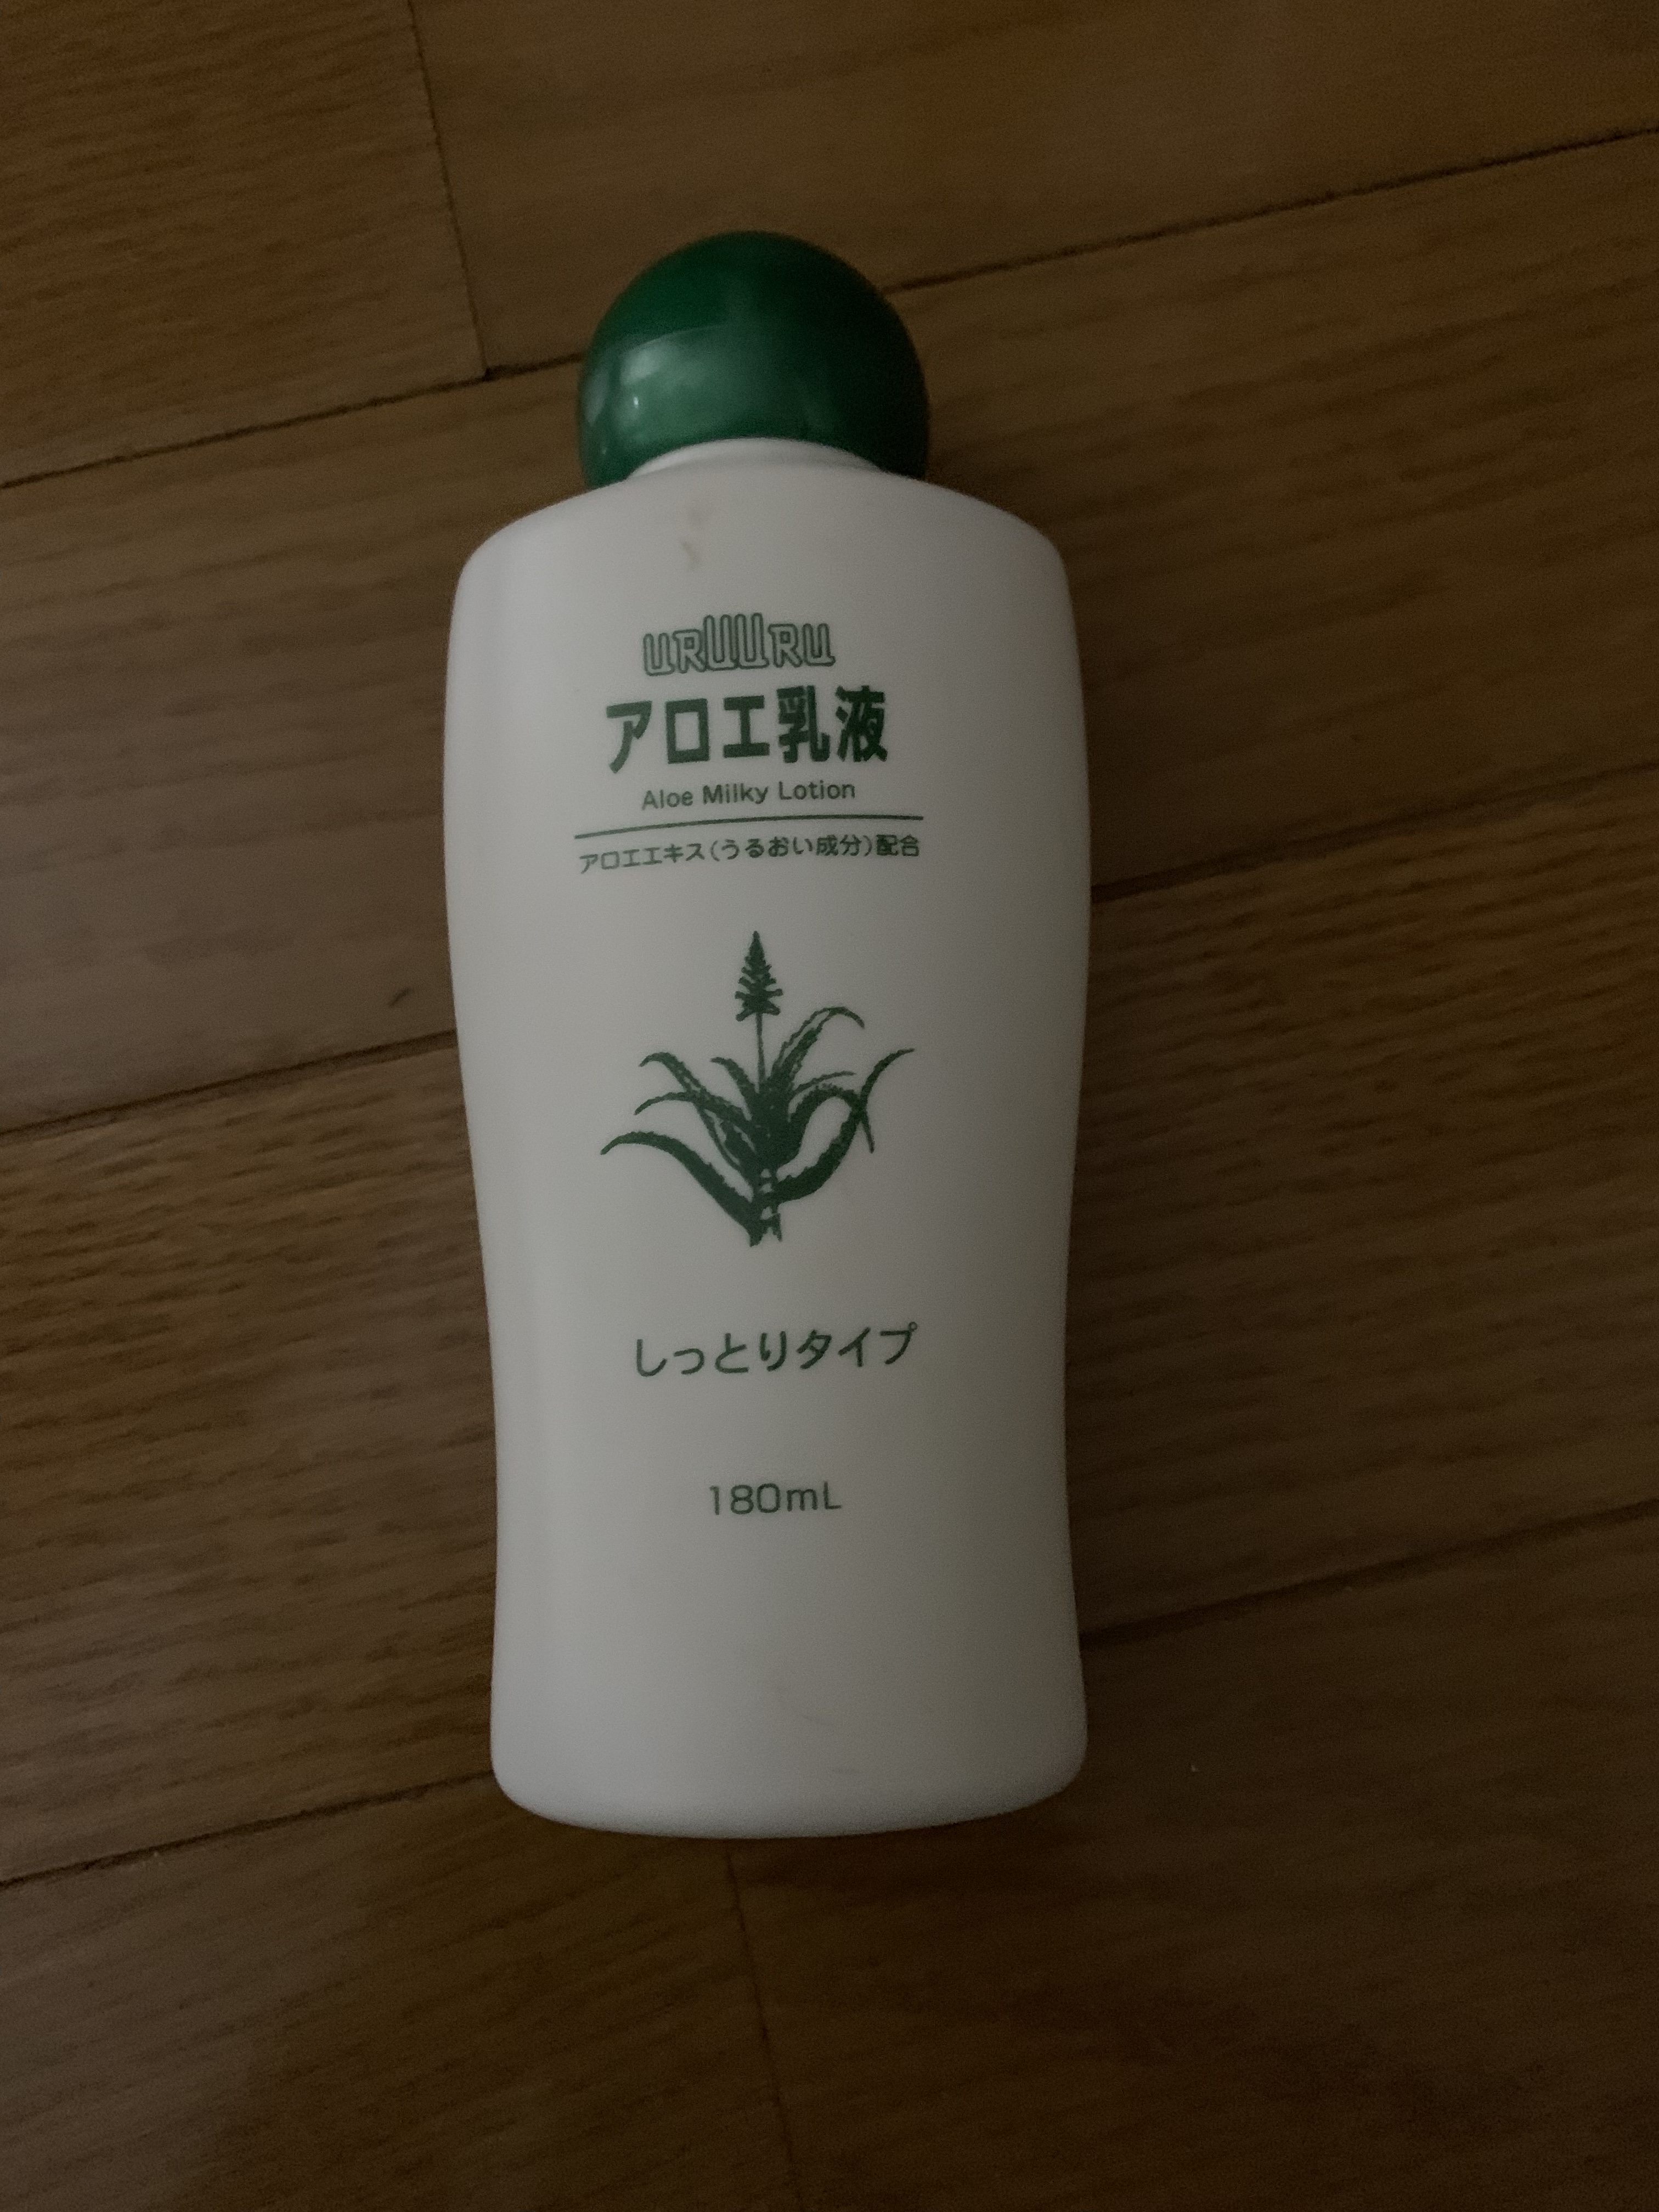 URUURU
アロエ乳液
Aloe Milky Lotion
アロエエキス(うるおい成分)配合
しっとりタイプ
180mL